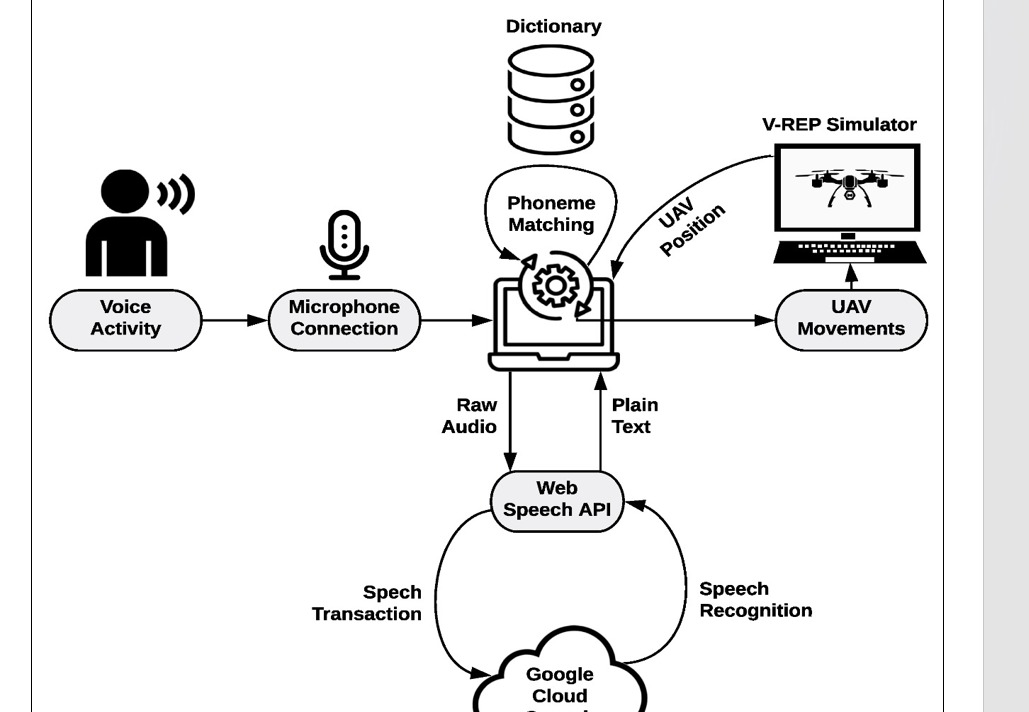 Dictionary
V-REP Simulator
Phoneme
Matching
UAV
Position
Voice
Activity
Microphone
Connection
UAV
Movements
Raw
Audio
Plain
Text
Web
Speech API
Spech
Transaction
Speech
Recognition
Google
Cloud